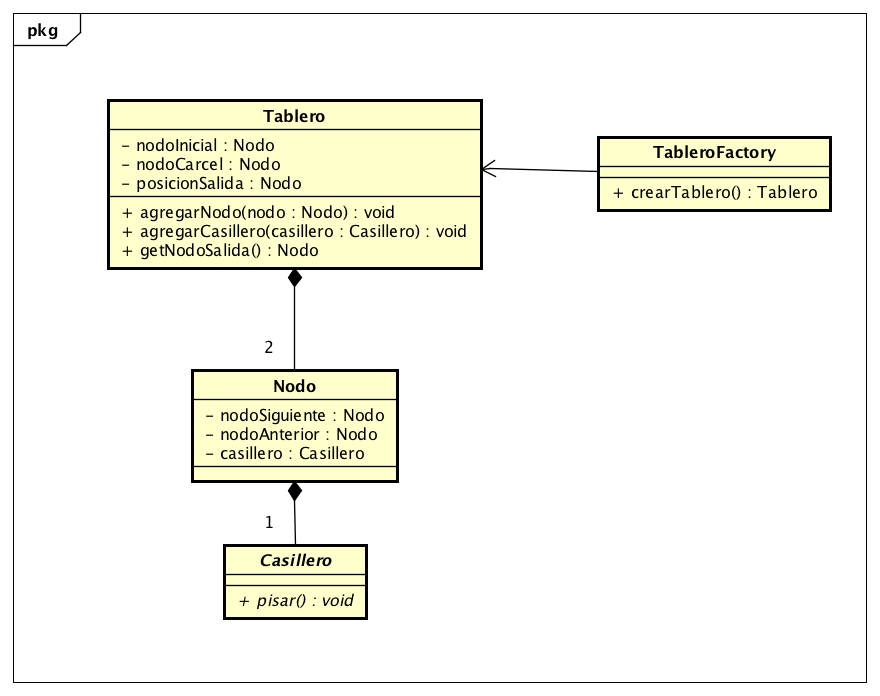 pkg
Tablero
- nodoInicial : Nodo
- nodoCarcel : Nodo
- posicionSalida : Nodo
+ agregarNodo(nodo : Nodo) : void
+ agregarCasillero(casillero : Casillero) : void
+ getNodoSalida() : Nodo
TableroFactory
+ crearTablero() : Tablero
2
Nodo
- nodoSiguiente : Nodo
- nodoAnterior : Nodo
- casillero : Casillero
1
Casillero
+ pisar() : void